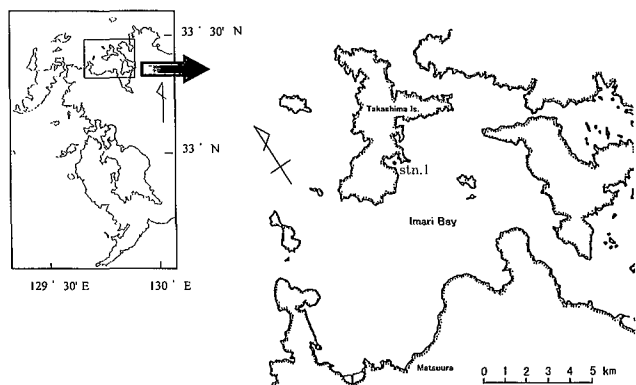 33 ° 30' N
33 ° N
129 ° 30' E
130 ° E
Takashima Is.
stn.1
Imari Bay
Matsuura
0 1 2 3 4 5 km